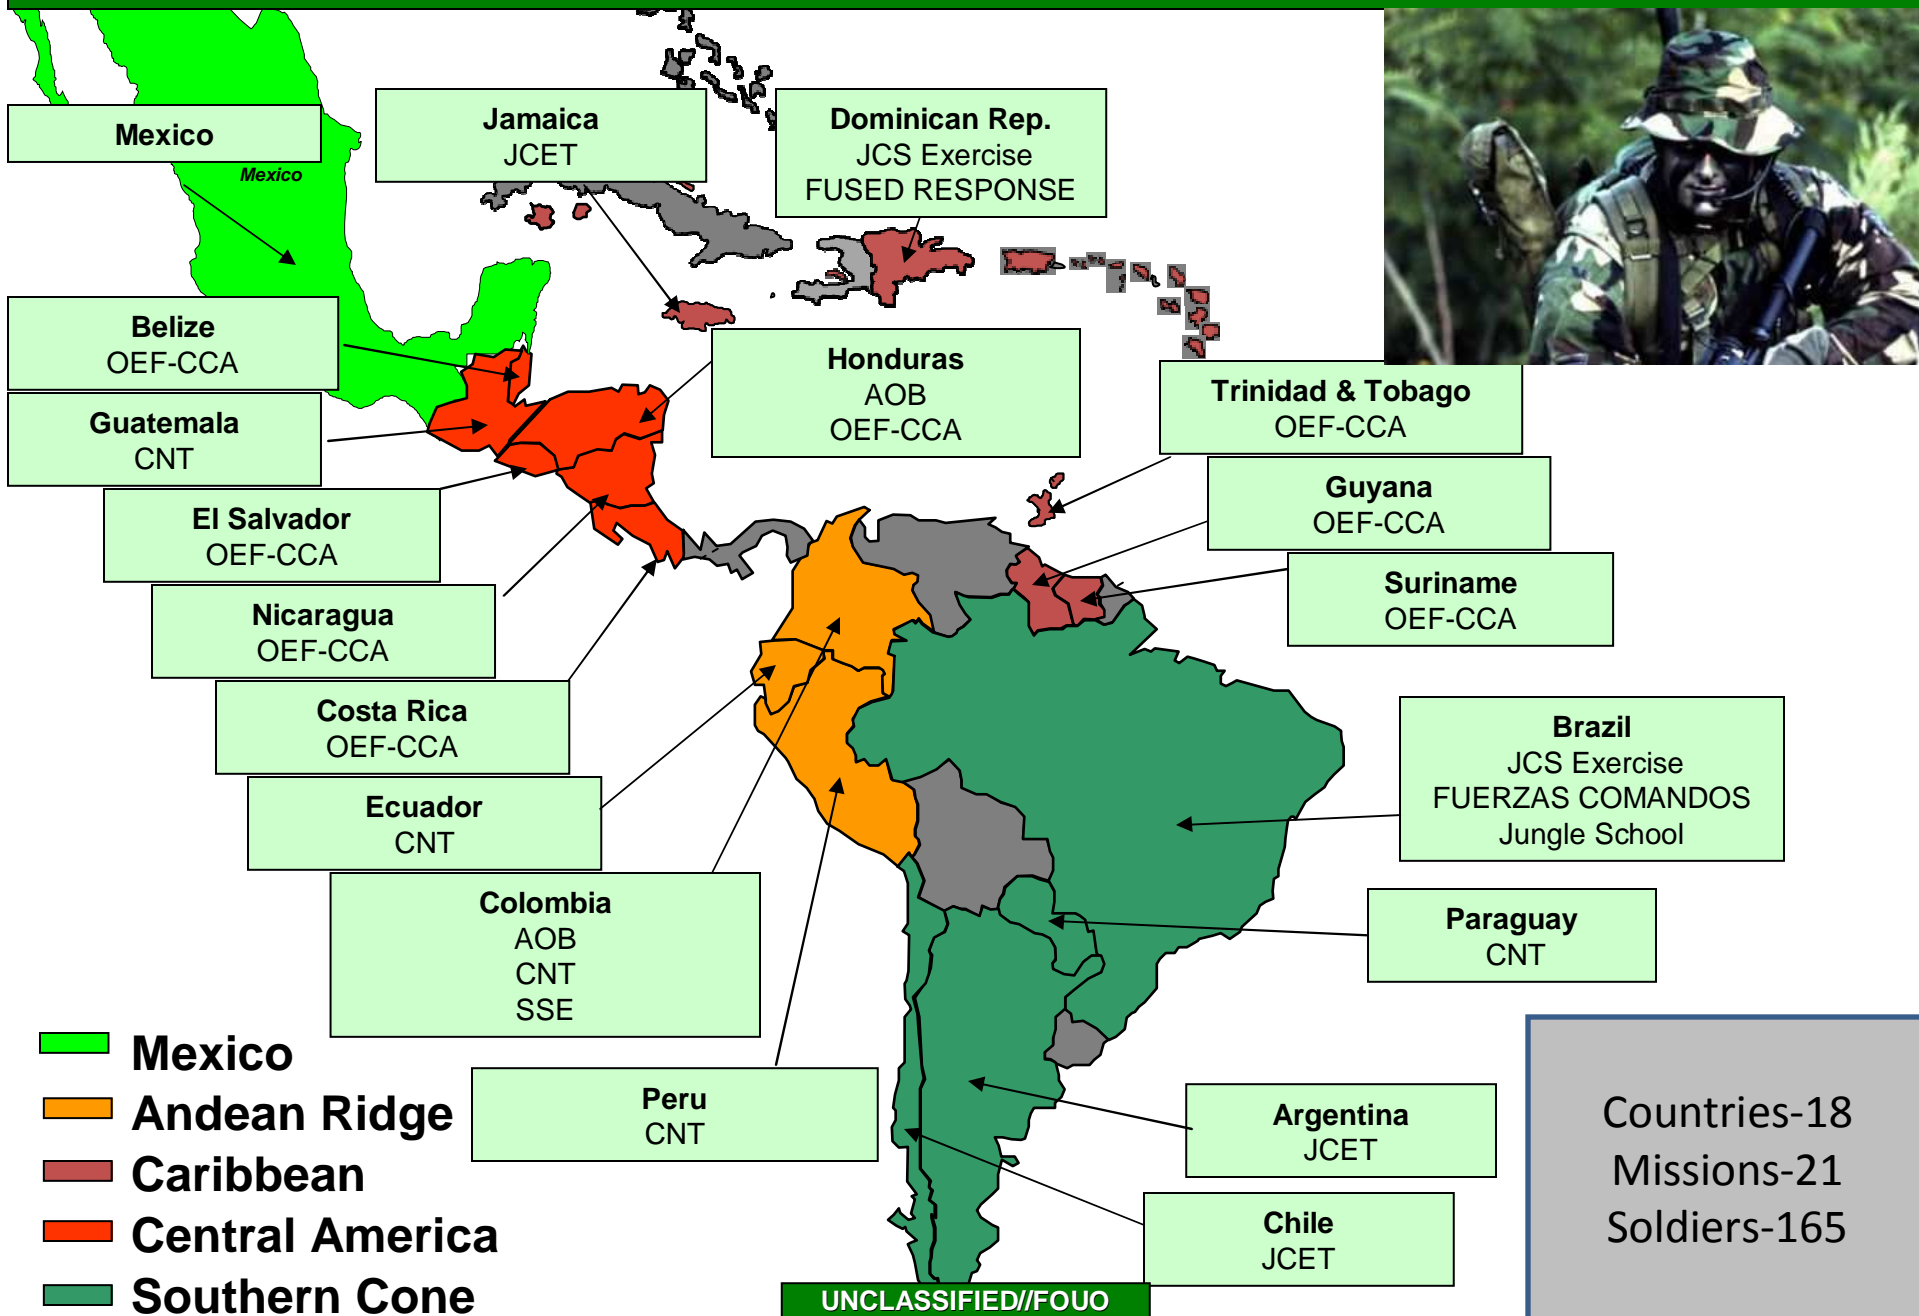 Mexico
Mexico
Jamaica
JCET
Dominican Rep.
JCS Exercise
FUSED RESPONSE
Belize
OEF-CCA
Honduras
AOB
OEF-CCA
Trinidad & Tobago
OEF-CCA
Guatemala
CNT
Guyana
OEF-CCA
El Salvador
OEF-CCA
Suriname
OEF-CCA
Nicaragua
OEF-CCA
Costa Rica
OEF-CCA
Brazil
JCS Exercise
FUERZAS COMANDOS
Jungle School
Ecuador
CNT
Colombia
AOB
CNT
SSE
Paraguay
CNT
Peru
CNT
Argentina
JCET
Chile
JCET
Mexico
Andean Ridge
Caribbean
Central America
Southern Cone
Countries-18
Missions-21
Soldiers-165
UNCLASSIFIED//FOUO